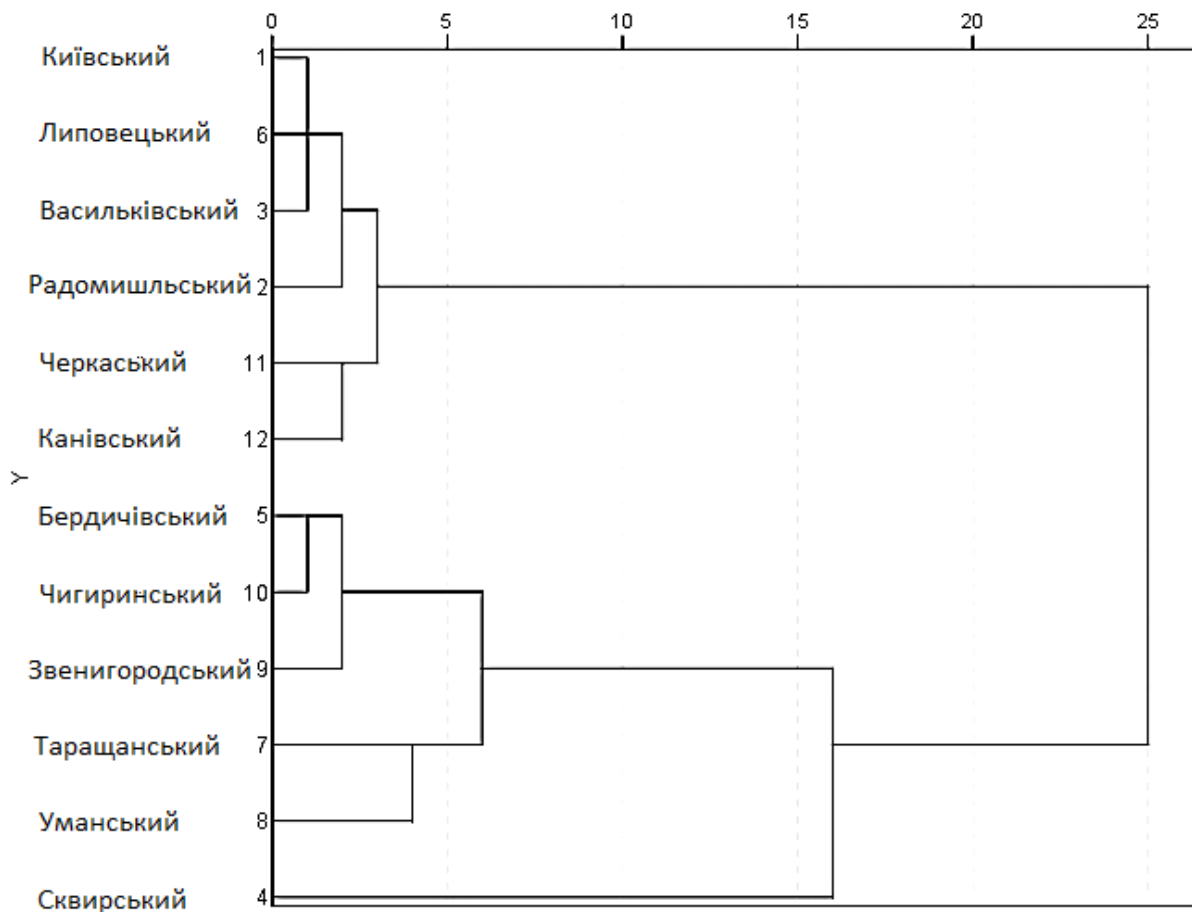 0 5 10 15 20 25
Київський 1
Липовецький 6
Васильківський 3
Радомишльський 2
Черкаський 11
Канівський 12
Y
Бердичівський 5
Чигиринський 10
Звенигородський 9
Таращанський 7
Уманський 8
Сквирський 4